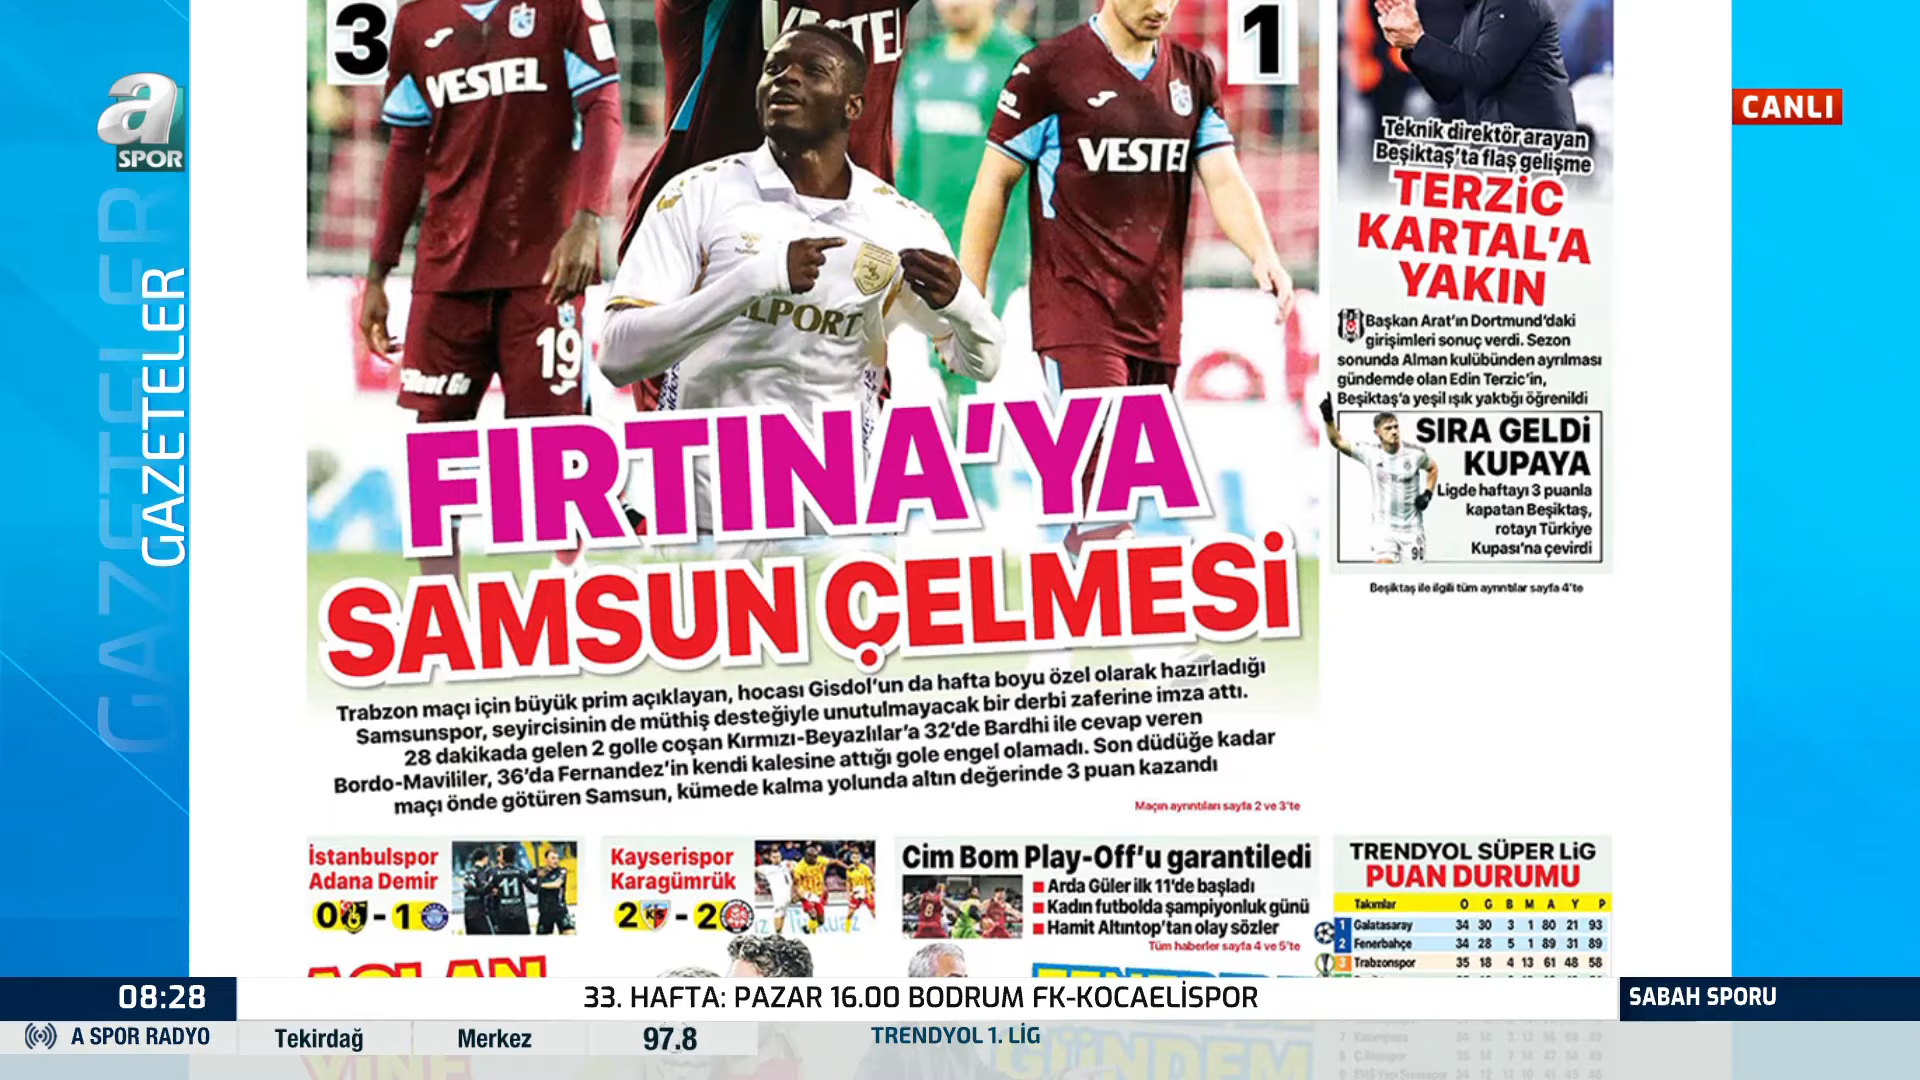 a
SPOR
GAZETELER
GAZETELER
CANLI
3
1
VESTEL
VESTEL
19
Teknik direktör arayan
Beşiktaş'ta flaş gelişme
TERZİC
KARTAL'A
YAKIN
Başkan Arat'ın Dortmund'daki
girişimleri sonuç verdi. Sezon
sonunda Alman kulübünden ayrılması
gündemde olan Edin Terzic'in,
Beşiktaş'a yeşil ışık yaktığı öğrenildi
SIRA GELDİ
KUPAYA
Ligde haftayı 3 puanla
kapatan Beşiktaş,
rotayı Türkiye
Kupası'na çevirdi
90
Beşiktaş ile ilgili tüm ayrıntılar sayfa 4'te
FIRTINA'YA
SAMSUN ÇELMESİ
Trabzon maçı için büyük prim açıklayan, hocası Gisdol'un da hafta boyu özel olarak hazırladığı
Samsunspor, seyircisinin de müthiş desteğiyle unutulmayacak bir derbi zaferine imza attı.
28 dakikada gelen 2 golle coşan Kırmızı-Beyazlılar'a 32'de Bardhi ile cevap veren
Bordo-Mavililer, 36'da Fernandez'in kendi kalesine attığı gole engel olamadı. Son düdüğe kadar
maçı önde götüren Samsun, kümede kalma yolunda altın değerinde 3 puan kazandı
Maçın ayrıntıları sayfa 2 ve 3'te
İstanbulspor
Adana Demir
0 - 1
11
Kayserispor
Karagümrük
2 - 2
Cim Bom Play-Off'u garantiledi
Arda Güler ilk 11'de başladı
Kadın futbolda şampiyonluk günü
Hamit Altıntop'tan olay sözler
Tüm haberler sayfa 4 ve 5'te
TRENDYOL SÜPER LİG
PUAN DURUMU
Takımlar O G B M A Y P
1 Galatasaray 34 30 3 1 80 21 93
2 Fenerbahçe 34 28 5 1 89 31 89
3 Trabzonspor 35 18 4 13 61 48 58
08:28
33. HAFTA: PAZAR 16.00 BODRUM FK-KOCAELİSPOR
SABAH SPORU
A SPOR RADYO
Tekirdağ
Merkez
97.8
TRENDYOL 1. LİG
YİNE
GÜNDEM